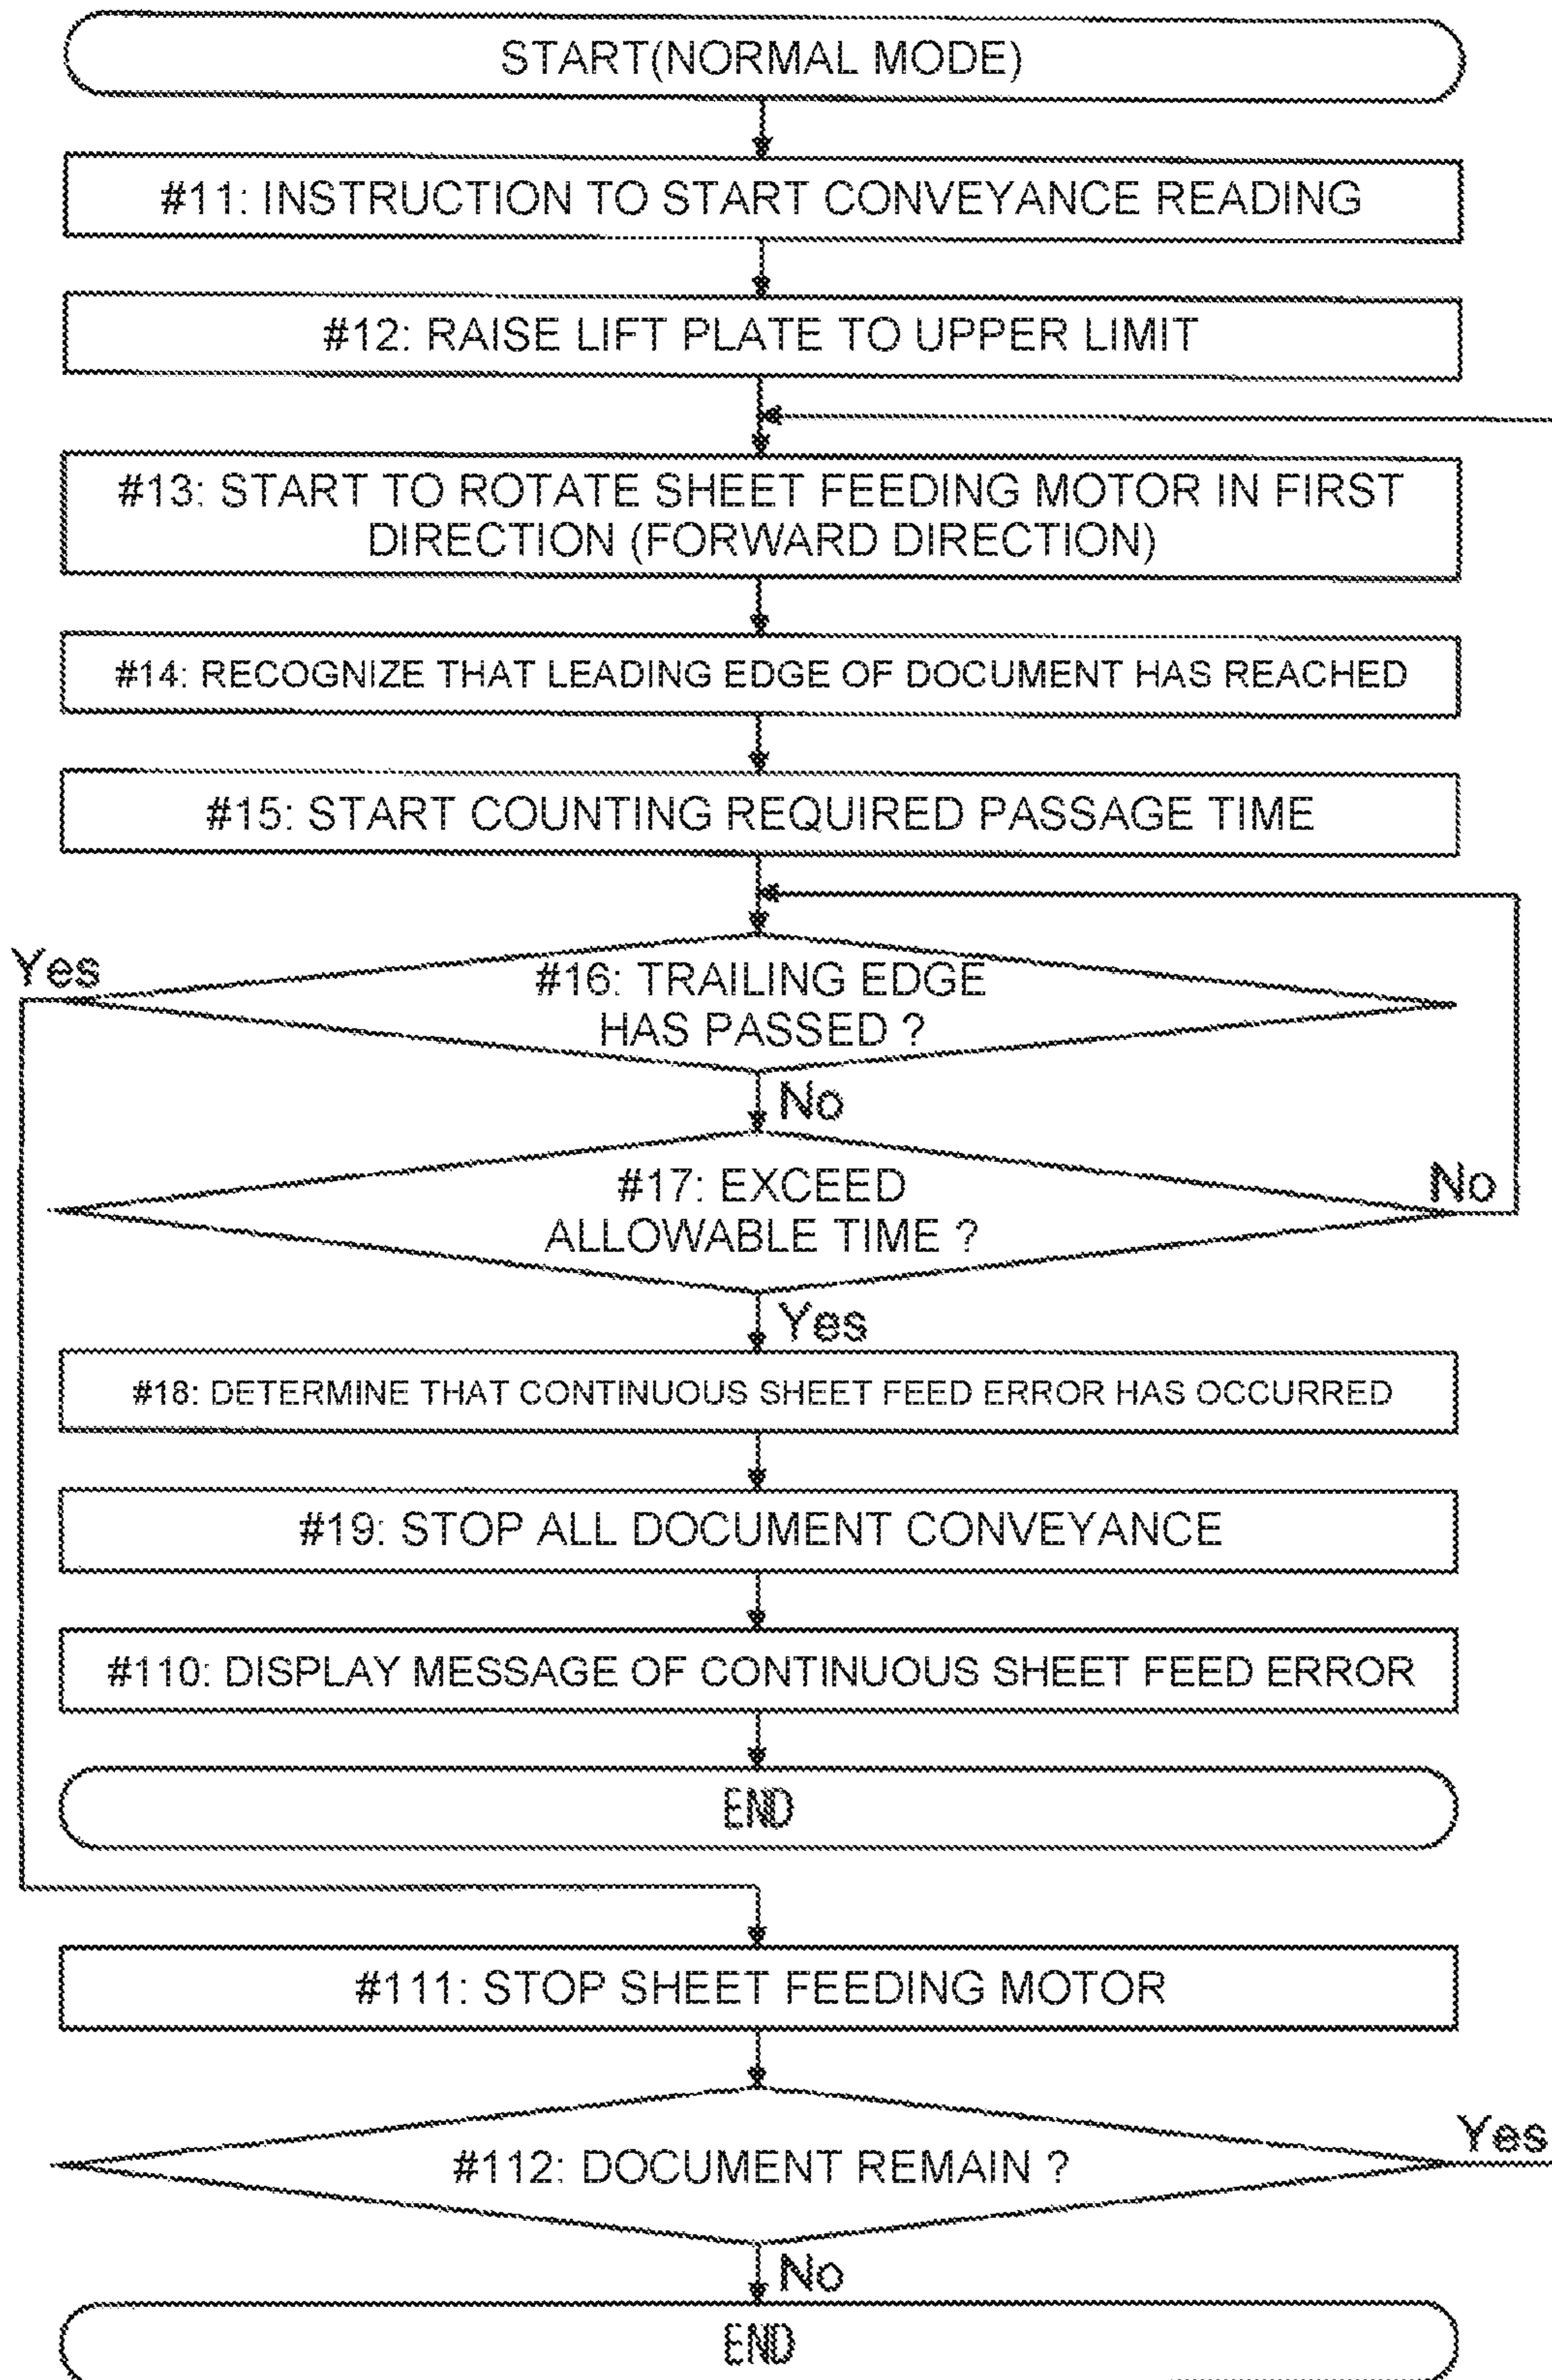 START(NORMAL MODE)
#11: INSTRUCTION TO START CONVEYANCE READING
#12: RAISE LIFT PLATE TO UPPER LIMIT
#13: START TO ROTATE SHEET FEEDING MOTOR IN FIRST
DIRECTION (FORWARD DIRECTION)
#14: RECOGNIZE THAT LEADING EDGE OF DOCUMENT HAS REACHED
#15: START COUNTING REQUIRED PASSAGE TIME
Yes
#16: TRAILING EDGE
HAS PASSED ?
No
#17: EXCEED
ALLOWABLE TIME ?
No
Yes
#18: DETERMINE THAT CONTINUOUS SHEET FEED ERROR HAS OCCURRED
#19: STOP ALL DOCUMENT CONVEYANCE
#110: DISPLAY MESSAGE OF CONTINUOUS SHEET FEED ERROR
END
#111: STOP SHEET FEEDING MOTOR
#112: DOCUMENT REMAIN ?
Yes
No
END